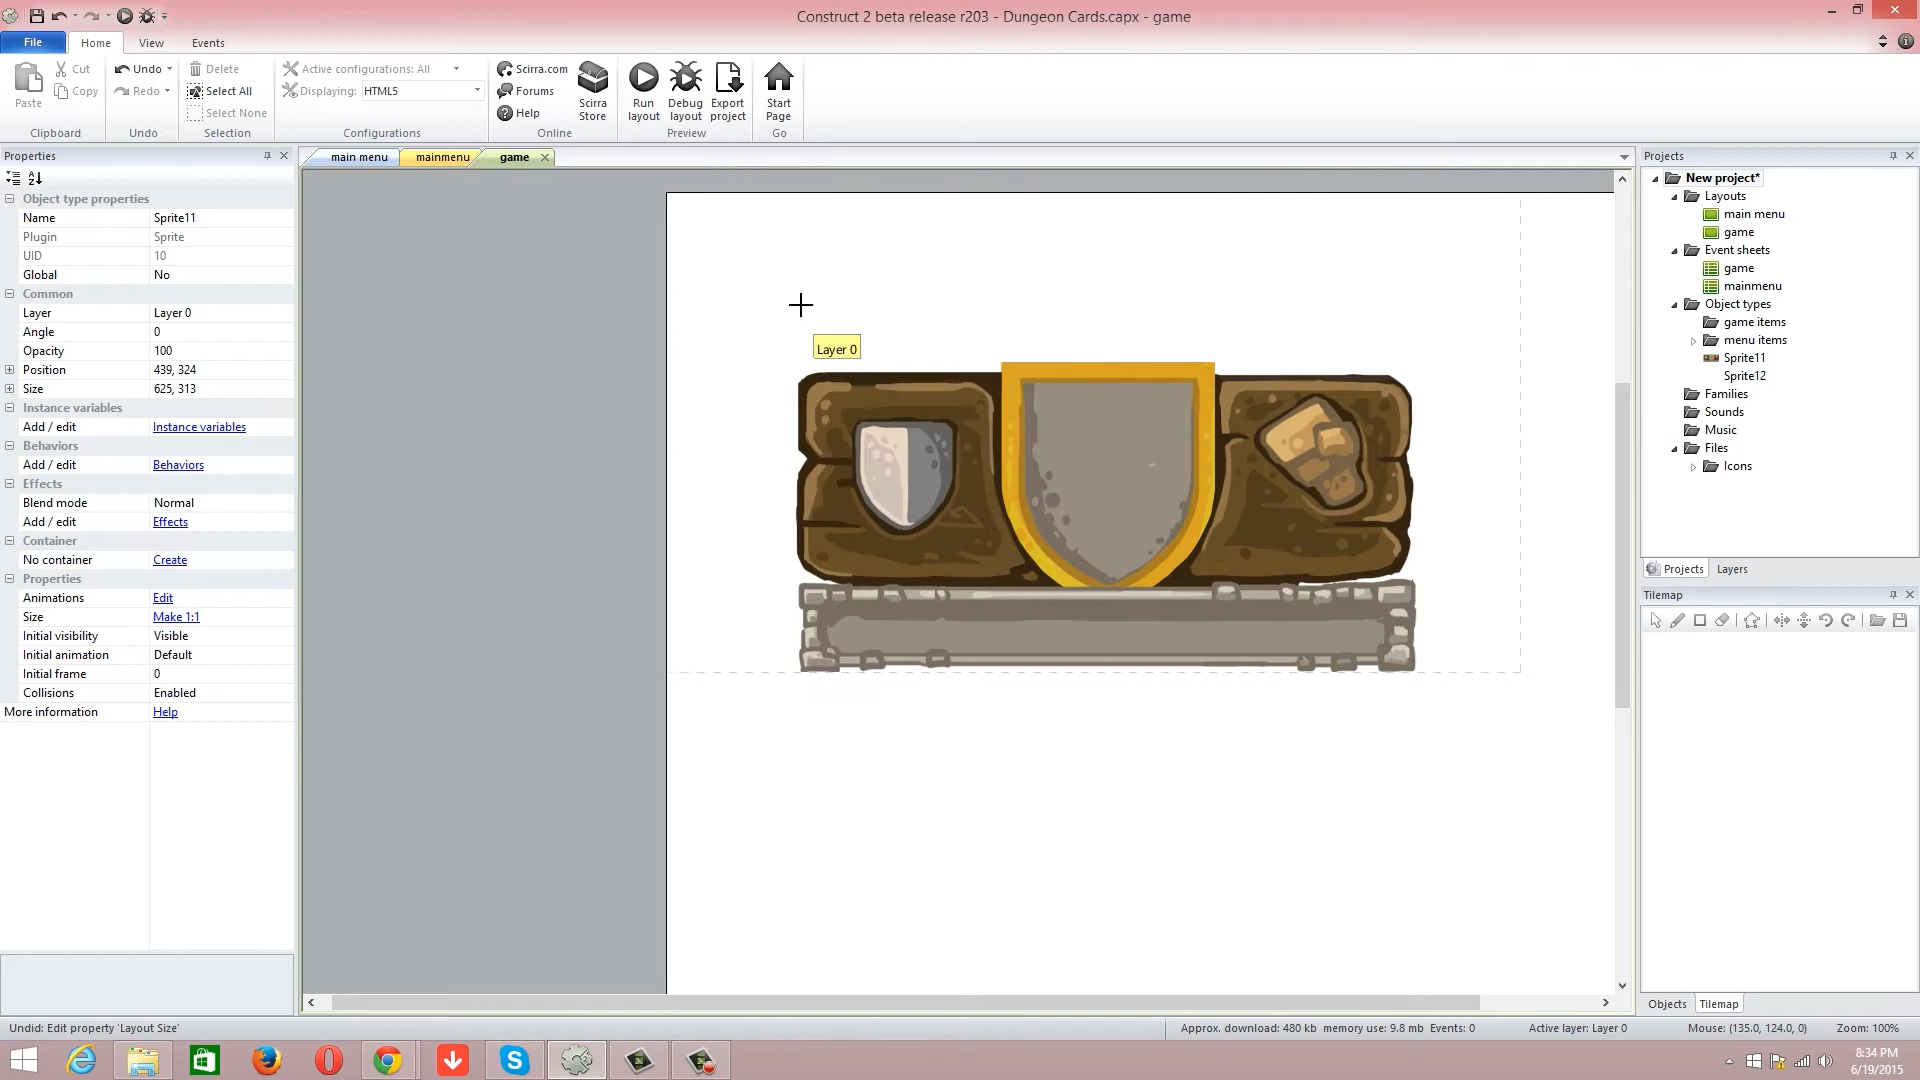 Construct 2 beta release r203 - Dungeon Cards.capx - game
File Home View Events
Paste Cut Copy Clipboard
Undo Redo Undo
Delete Select All Select None Selection
Active configurations: All
Displaying: HTML5
Configurations
Scirra.com Forums Help Scirra Store Online
Run layout Debug layout Export project Preview
Start Page Go
Properties
main menu mainmenu game
Object type properties
Name Sprite11
Plugin Sprite
UID 10
Global No
Common
Layer Layer 0
Angle 0
Opacity 100
Position 439, 324
Size 625, 313
Instance variables
Add / edit Instance variables
Behaviors
Add / edit Behaviors
Effects
Blend mode Normal
Add / edit Effects
Container
No container Create
Properties
Animations Edit
Size Make 1:1
Initial visibility Visible
Initial animation Default
Initial frame 0
Collisions Enabled
More information Help
Layer 0
Projects
New project*
Layouts
main menu
game
Event sheets
game
mainmenu
Object types
game items
menu items
Sprite11
Sprite12
Families
Sounds
Music
Files
Icons
Projects Layers
Tilemap
Objects Tilemap
Undid: Edit property 'Layout Size'
Approx. download: 480 kb memory use: 9.8 mb Events: 0 Active layer: Layer 0 Mouse: (135.0, 124.0, 0) Zoom: 100%
8:34 PM
6/19/2015